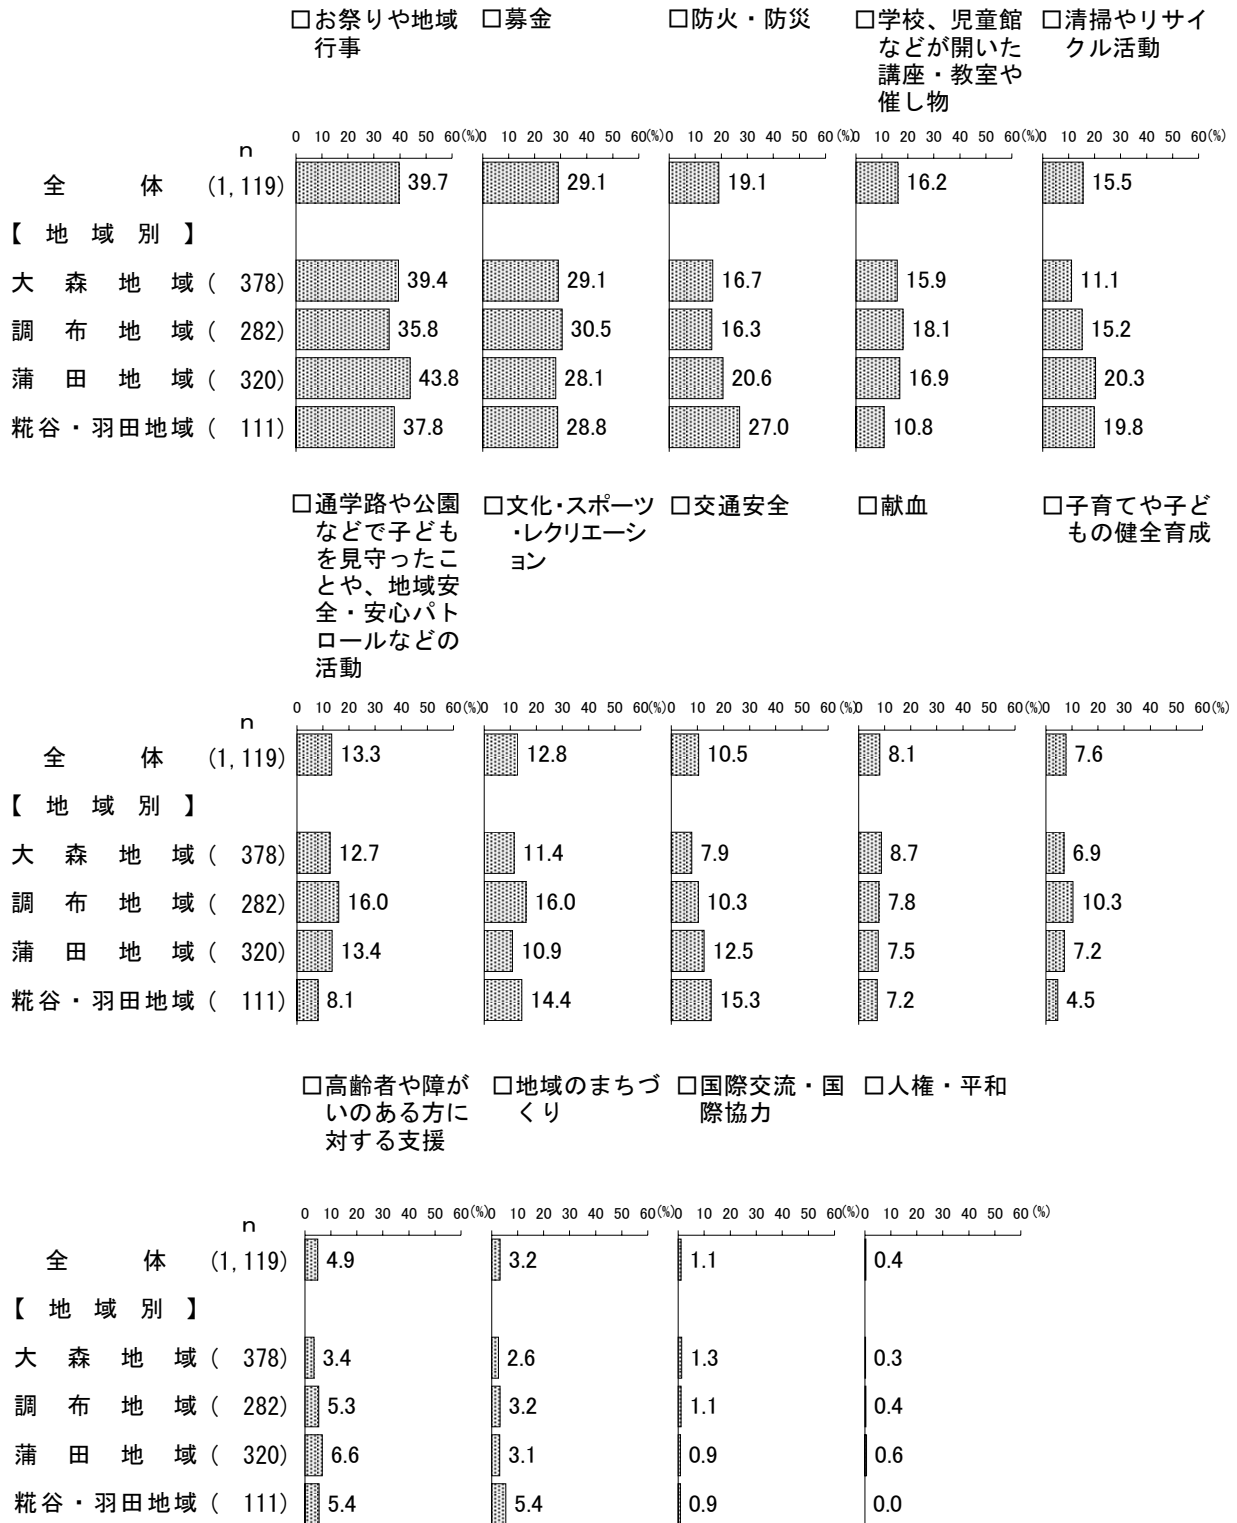 □お祭りや地域 □募金 □防火・防災 □学校、児童館 □清掃やリサイ
行事 などが開いた クル活動
講座・教室や
催し物
0 10 20 30 40 50 60(%)0 10 20 30 40 50 60(%)0 10 20 30 40 50 60(%)0 10 20 30 40 50 60(%)0 10 20 30 40 50 60(%)
n
全体 (1,119) 39.7 29.1 19.1 16.2 15.5
【地域別】
大森地域( 378) 39.4 29.1 16.7 15.9 11.1
調布地域( 282) 35.8 30.5 16.3 18.1 15.2
蒲田地域( 320) 43.8 28.1 20.6 16.9 20.3
糀谷・羽田地域( 111) 37.8 28.8 27.0 10.8 19.8
□通学路や公園 □文化・スポーツ □交通安全 □献血 □子育てや子ど
などで子ども ・レクリエーシ もの健全育成
を見守ったこ ョン
とや、地域安
全・安心パト
ロールなどの
活動
0 10 20 30 40 50 60(%)0 10 20 30 40 50 60(%)0 10 20 30 40 50 60(%)0 10 20 30 40 50 60(%)0 10 20 30 40 50 60(%)
n
全体 (1,119) 13.3 12.8 10.5 8.1 7.6
【地域別】
大森地域( 378) 12.7 11.4 7.9 8.7 6.9
調布地域( 282) 16.0 16.0 10.3 7.8 10.3
蒲田地域( 320) 13.4 10.9 12.5 7.5 7.2
糀谷・羽田地域( 111) 8.1 14.4 15.3 7.2 4.5
□高齢者や障が □地域のまちづ □国際交流・国 □人権・平和
いのある方に くり 際協力
対する支援
0 10 20 30 40 50 60(%)0 10 20 30 40 50 60(%)0 10 20 30 40 50 60(%)0 10 20 30 40 50 60(%)
n
全体 (1,119) 4.9 3.2 1.1 0.4
【地域別】
大森地域( 378) 3.4 2.6 1.3 0.3
調布地域( 282) 5.3 3.2 1.1 0.4
蒲田地域( 320) 6.6 3.1 0.9 0.6
糀谷・羽田地域( 111) 5.4 5.4 0.9 0.0